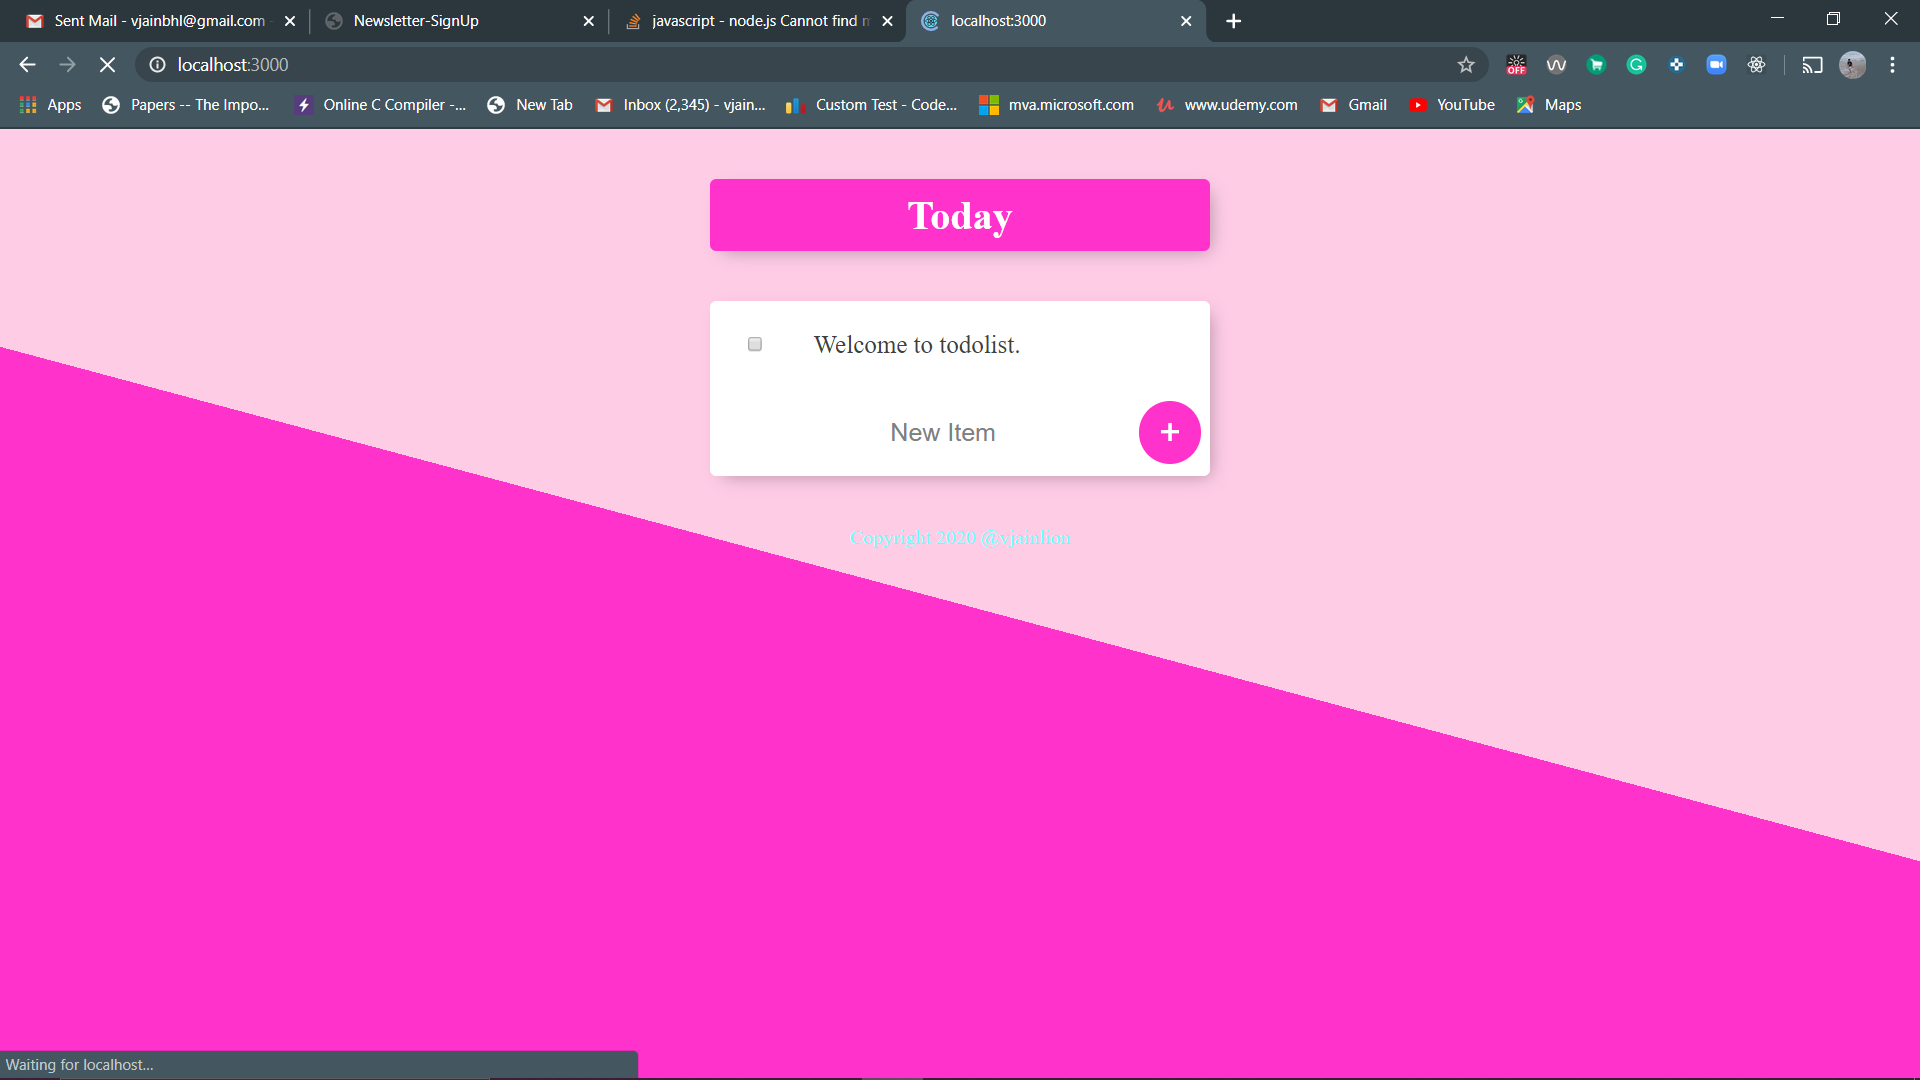 Sent Mail - vjainbhl@gmail.com -
Newsletter-SignUp
javascript - node.js Cannot find m
localhost:3000
localhost:3000
OFF
Apps
Papers -- The Impo...
Online C Compiler -...
New Tab
Inbox (2,345) - vjain...
Custom Test - Code...
mva.microsoft.com
www.udemy.com
Gmail
YouTube
Maps
Today
Welcome to todolist.
New Item
+
Copyright 2020 @vjainlion
Waiting for localhost...